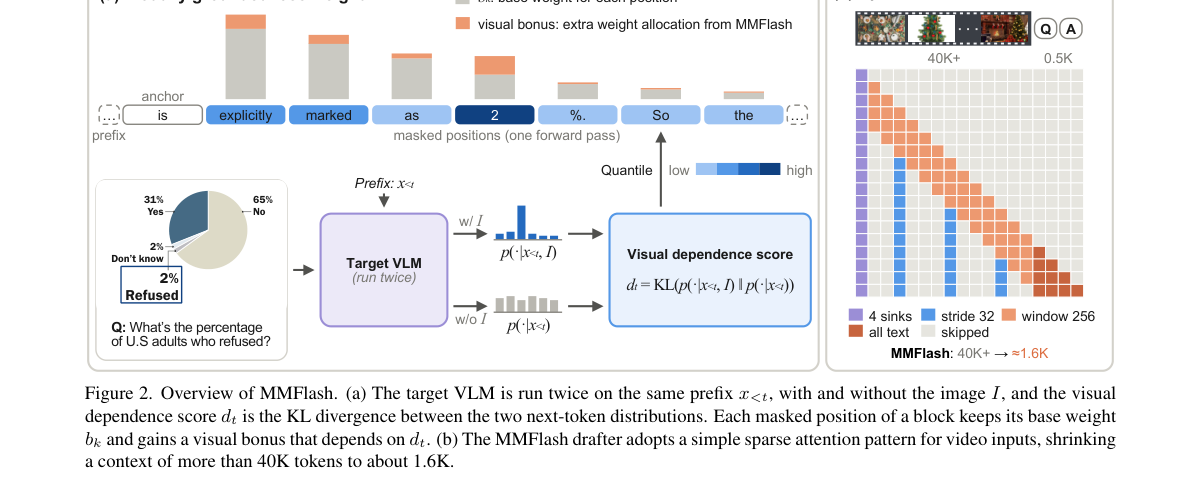 base weight for each position
visual bonus: extra weight allocation from MMFlash
anchor
... is explicitly marked as 2 %. So the ...
prefix
masked positions (one forward pass)
Quantile low high
Prefix: x<t
31%
Yes
65%
No
2%
Don't know
2%
Refused
Q: What's the percentage
of U.S adults who refused?
Target VLM
(run twice)
w/ I
p(·|x<t, I)
w/o I
p(·|x<t)
Visual dependence score
dt = KL(p(·|x<t, I) ∥ p(·|x<t))
... Q A
40K+ 0.5K
4 sinks stride 32 window 256
all text skipped
MMFlash: 40K+ → ≈1.6K
Figure 2. Overview of MMFlash. (a) The target VLM is run twice on the same prefix x<t, with and without the image I, and the visual
dependence score dt is the KL divergence between the two next-token distributions. Each masked position of a block keeps its base weight
bk and gains a visual bonus that depends on dt. (b) The MMFlash drafter adopts a simple sparse attention pattern for video inputs, shrinking
a context of more than 40K tokens to about 1.6K.